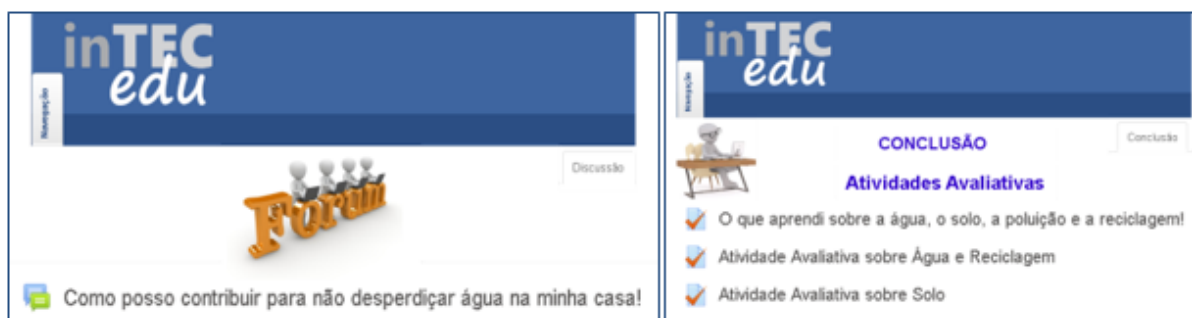 inTEC
edu
Navegação
Discussão
Forum
Como posso contribuir para não desperdiçar água na minha casa!
inTEC
edu
Navegação
Conclusão
CONCLUSÃO
Atividades Avaliativas
O que aprendi sobre a água, o solo, a poluição e a reciclagem!
Atividade Avaliativa sobre Água e Reciclagem
Atividade Avaliativa sobre Solo